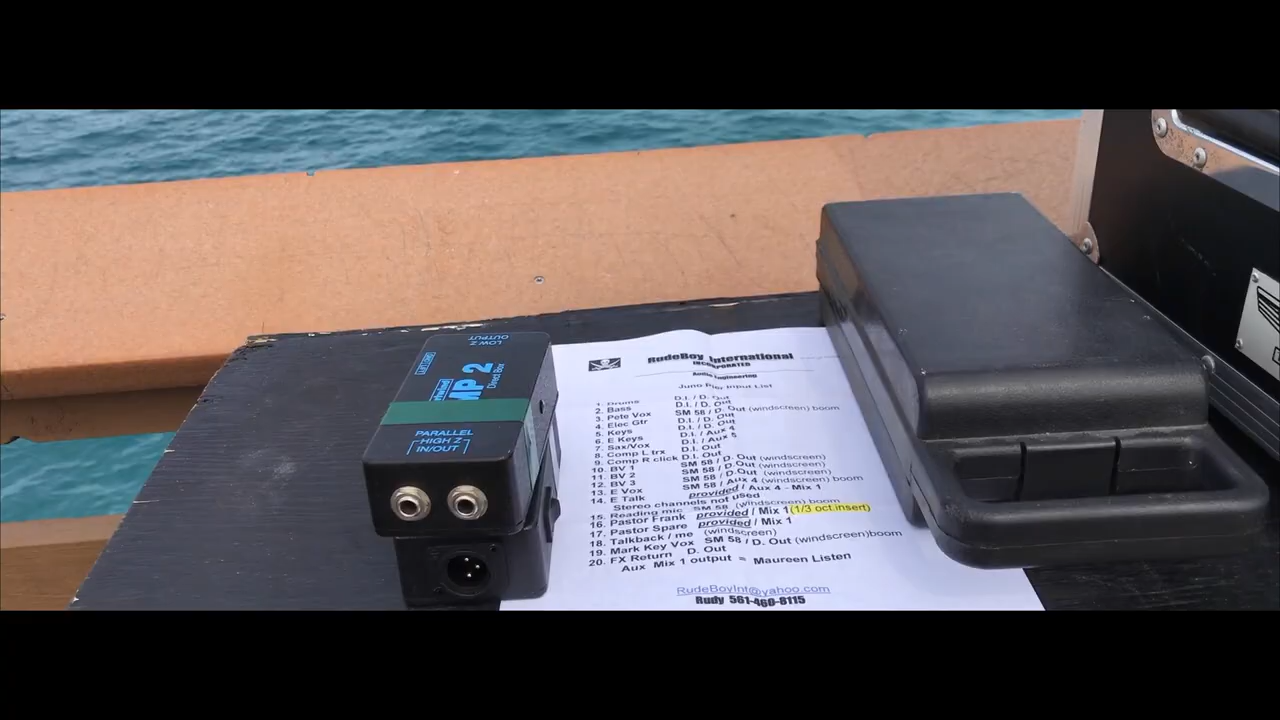 LOW Z
OUTPUT
MP 2
Direct Box
PARALLEL
HIGH Z
IN/OUT
RudeBoy International
INCORPORATED
Audio Engineering
Juno Pier Input List
1. Drums D.I. / D. Out
2. Bass D.I. / D. Out
3. Pete Vox SM 58 / D. Out (windscreen) boom
4. Elec Gtr D.I. / D. Out
5. Keys D.I. / D. Out
6. E Keys D.I. / Aux 4
7. Sax/Vox D.I. / Aux 5
8. Comp L trx D.I. Out
9. Comp R click D.I. Out
10. BV 1 SM 58 / D. Out (windscreen)
11. BV 2 SM 58 / D. Out (windscreen)
12. BV 3 SM 58 / D. Out (windscreen)
13. E Vox SM 58 / Aux 4 (windscreen) boom
14. E Talk provided / Aux 4 - Mix 1
Stereo channels not used
15. Reading mic SM 58 (windscreen) boom
16. Pastor Frank provided / Mix 1 (1/3 oct.insert)
17. Pastor Spare provided / Mix 1
18. Talkback / me (windscreen)
19. Mark Key Vox SM 58 / D. Out (windscreen)boom
20. FX Return D. Out
Aux Mix 1 output = Maureen Listen
RudeBoyInt@yahoo.com
Rudy 561-460-8115